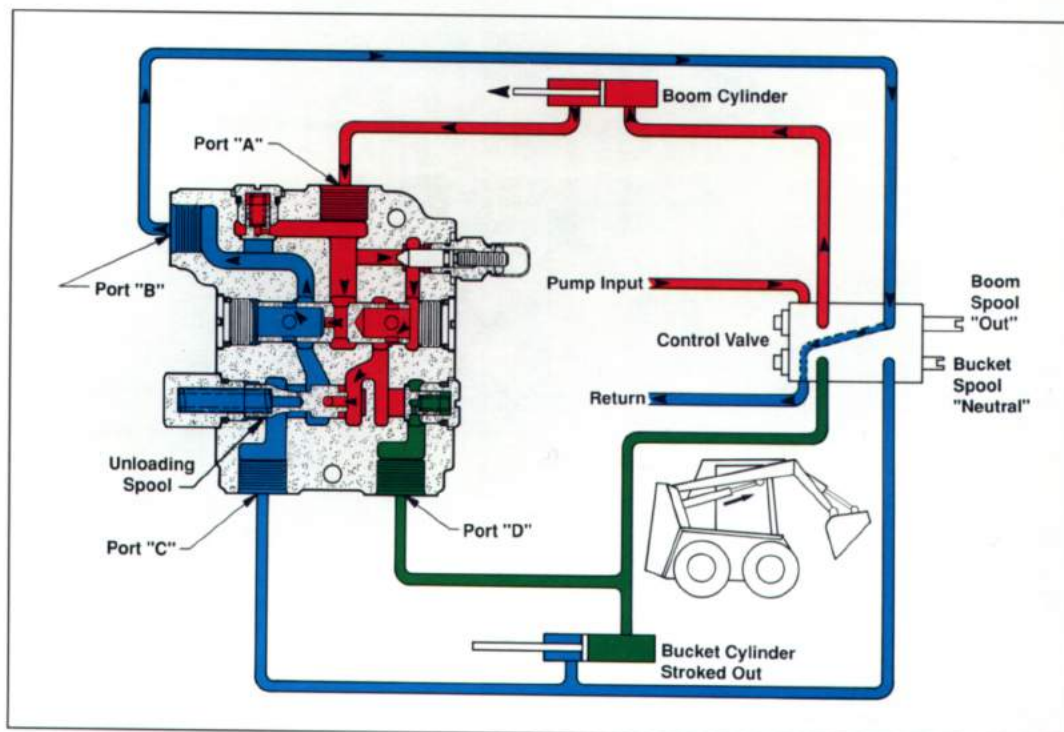 Boom Cylinder
Port "A"
Port "B"
Pump Input
Boom
Spool
"Out"
Control Valve
Bucket
Spool
"Neutral"
Return
Unloading
Spool
Port "C"
Port "D"
Bucket Cylinder
Stroked Out